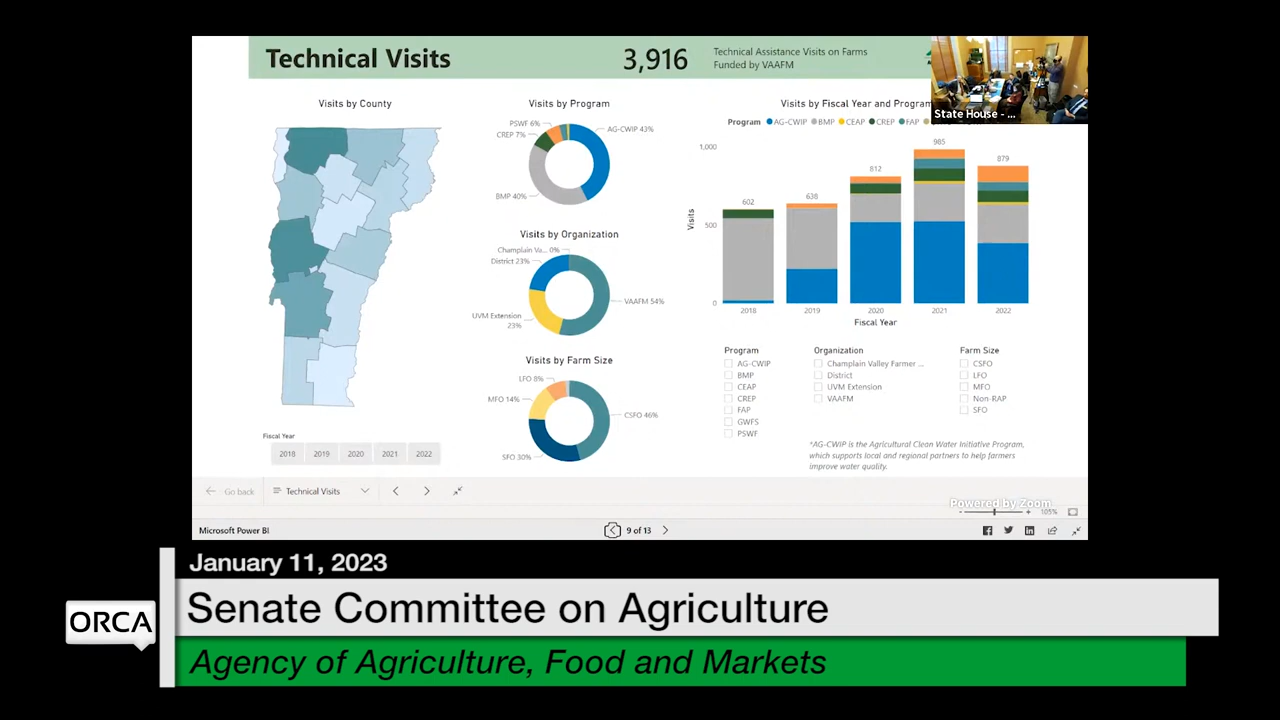 Technical Visits
3,916
Technical Assistance Visits on Farms
Funded by VAAFM
State House - ...
Visits by County
Visits by Program
PSWF 6%
CREP 7%
AG-CWIP 43%
BMP 40%
Visits by Organization
Champlain Va... 0%
District 23%
VAAFM 54%
UVM Extension
23%
Visits by Farm Size
LFO 8%
MFO 14%
CSFO 46%
SFO 30%
Visits by Fiscal Year and Program
Program AG-CWIP BMP CEAP CREP FAP
1,000
500
0
Visits
602
638
812
985
879
2018 2019 2020 2021 2022
Fiscal Year
Program
AG-CWIP
BMP
CEAP
CREP
FAP
GWFS
PSWF
Organization
Champlain Valley Farmer ...
District
UVM Extension
VAAFM
Farm Size
CSFO
LFO
MFO
Non-RAP
SFO
*AG-CWIP is the Agricultural Clean Water Initiative Program,
which supports local and regional partners to help farmers
improve water quality.
Fiscal Year
2018 2019 2020 2021 2022
Go back
Technical Visits
Powered by Zoom
105%
Microsoft Power BI
9 of 13
January 11, 2023
ORCA
Senate Committee on Agriculture
Agency of Agriculture, Food and Markets